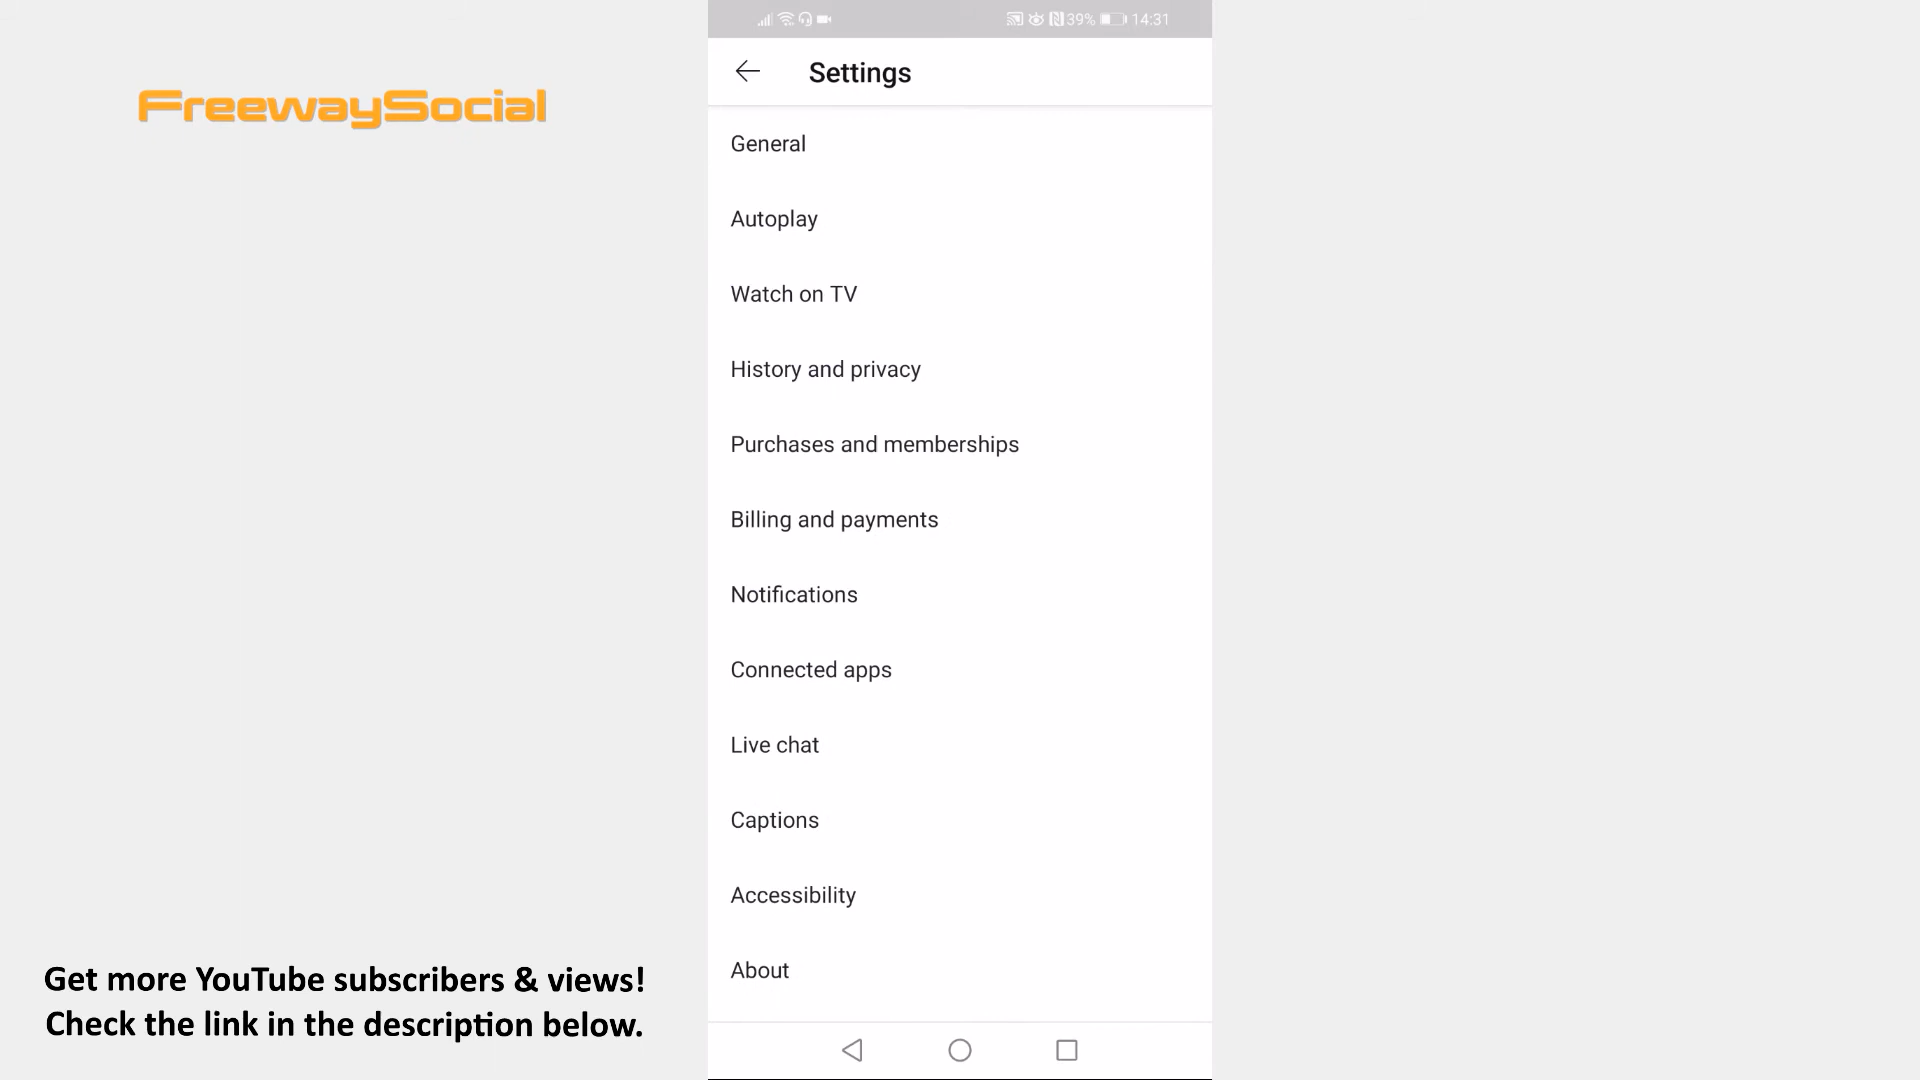 39% 14:31
FreewaySocial
Settings
General
Autoplay
Watch on TV
History and privacy
Purchases and memberships
Billing and payments
Notifications
Connected apps
Live chat
Captions
Accessibility
About
Get more YouTube subscribers & views!
Check the link in the description below.